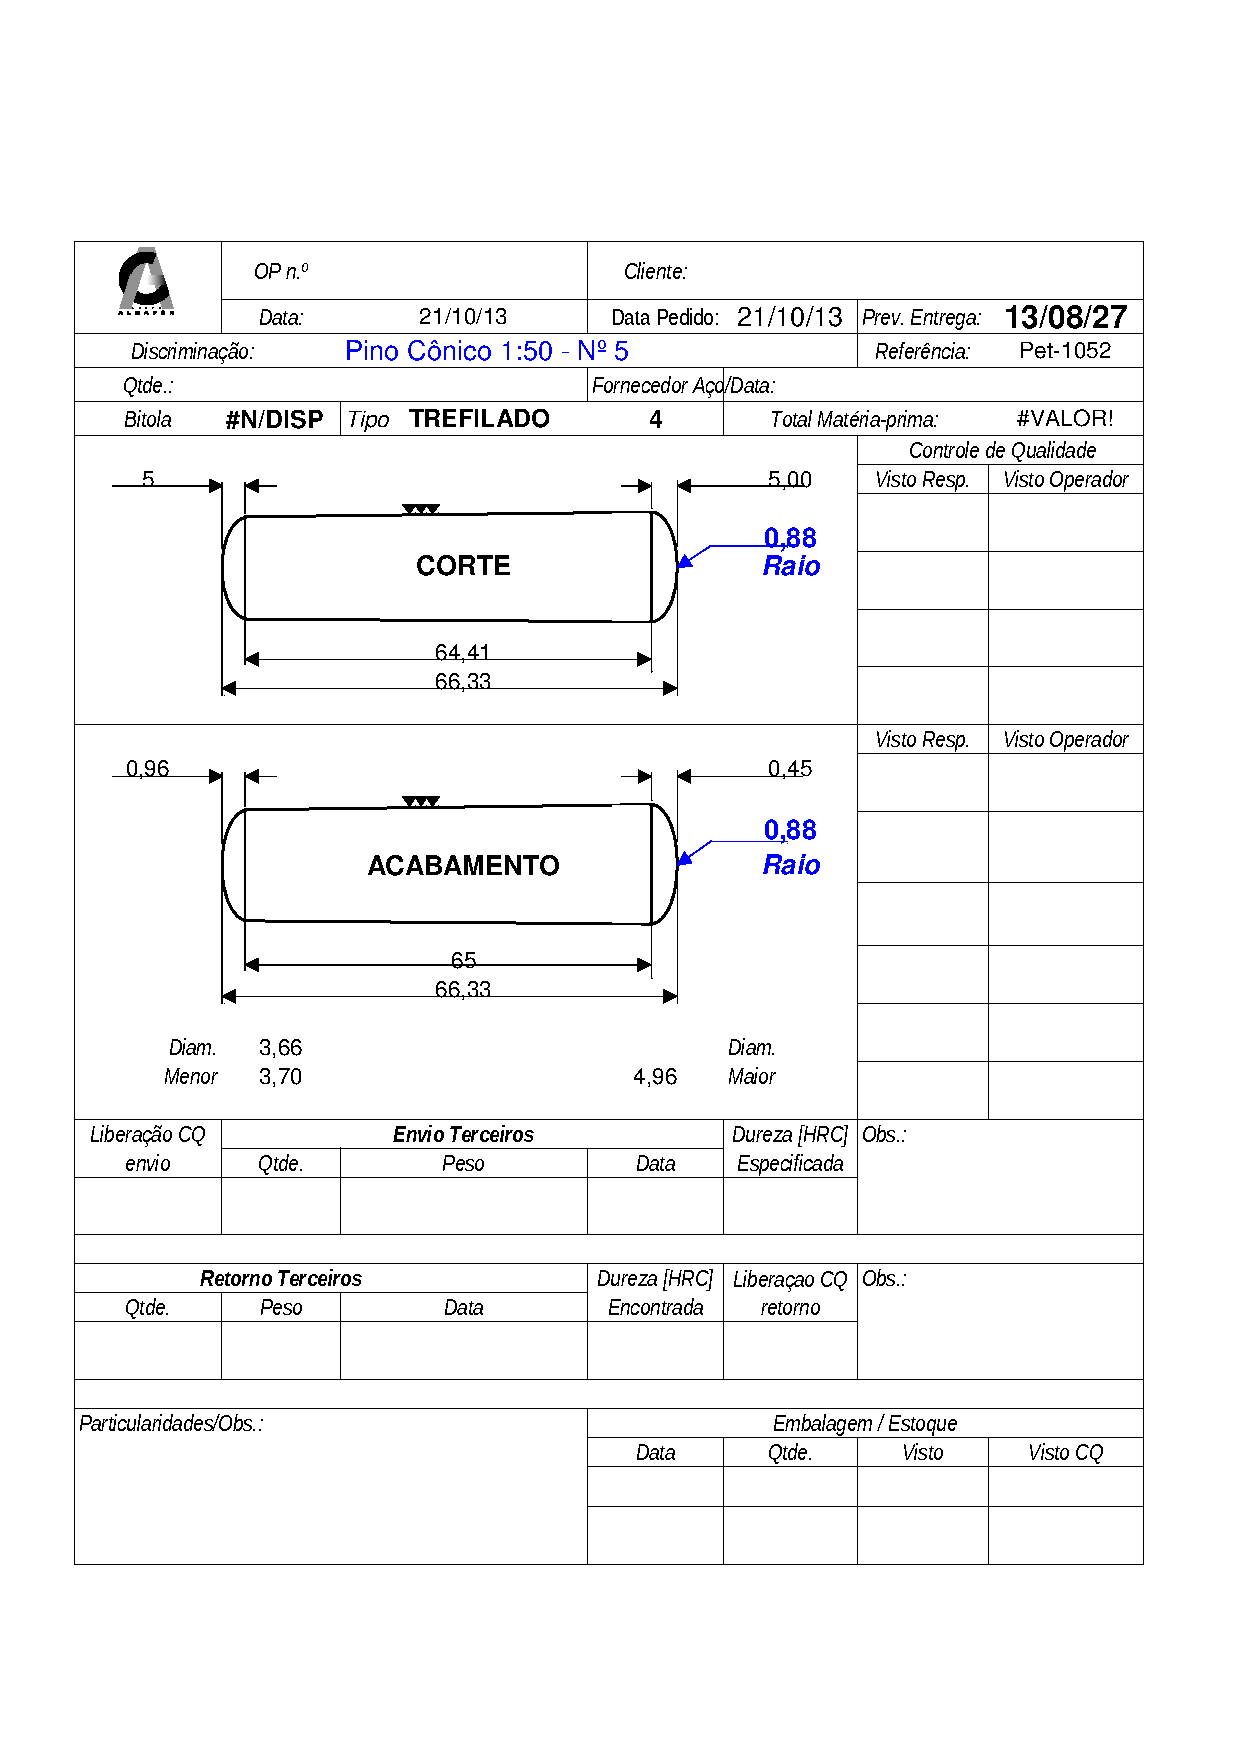 ALMAFER
OP n.º Cliente:
Data: 21/10/13 Data Pedido: 21/10/13 Prev. Entrega: 13/08/27
Discriminação: Pino Cônico 1:50 - Nº 5 Referência: Pet-1052
Qtde.: Fornecedor Aço/Data:
Bitola #N/DISP Tipo TREFILADO 4 Total Matéria-prima: #VALOR!
Controle de Qualidade
5 5,00 Visto Resp. Visto Operador
0,88
CORTE Raio
64,41
66,33
Visto Resp. Visto Operador
0,96 0,45
0,88
ACABAMENTO Raio
65
66,33
Diam. 3,66 Diam.
Menor 3,70 4,96 Maior
Liberação CQ Envio Terceiros Dureza [HRC] Obs.:
envio Qtde. Peso Data Especificada
Retorno Terceiros Dureza [HRC] Liberaçao CQ Obs.:
Qtde. Peso Data Encontrada retorno
Particularidades/Obs.: Embalagem / Estoque
Data Qtde. Visto Visto CQ